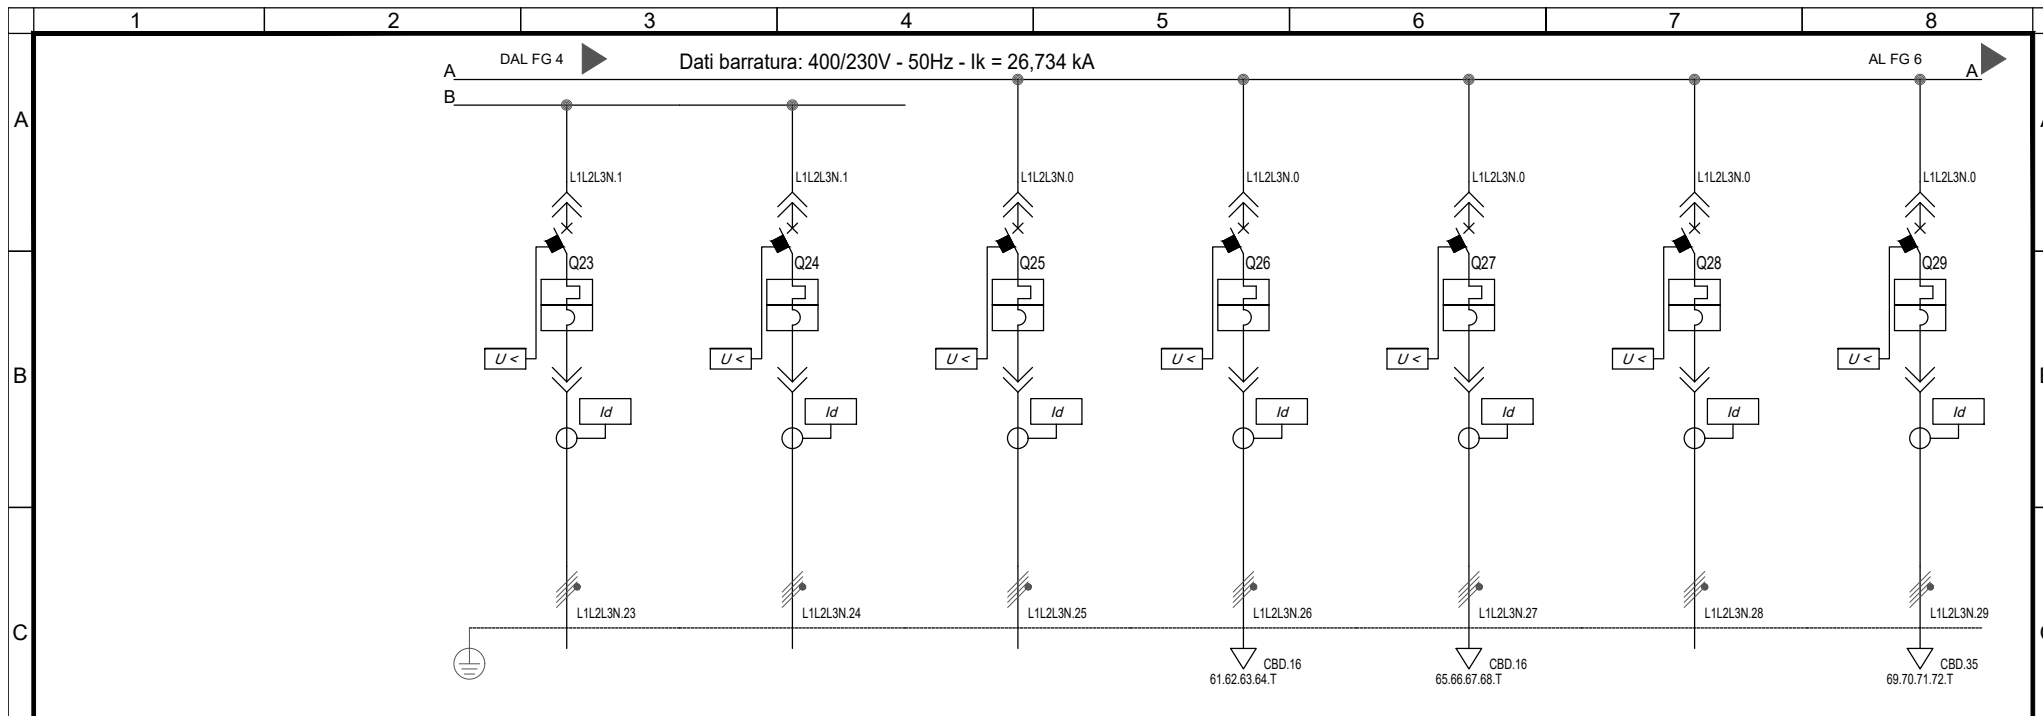 1 2 3 4 5 6 7 8
DAL FG 4 Dati barratura: 400/230V - 50Hz - Ik = 26,734 kA AL FG 6
A A
B
A
L1L2L3N.1 L1L2L3N.1 L1L2L3N.0 L1L2L3N.0 L1L2L3N.0 L1L2L3N.0 L1L2L3N.0
Q23 Q24 Q25 Q26 Q27 Q28 Q29
U < U < U < U < U < U < U <
B
Id Id Id Id Id Id Id
L1L2L3N.23 L1L2L3N.24 L1L2L3N.25 L1L2L3N.26 L1L2L3N.27 L1L2L3N.28 L1L2L3N.29
C
CBD.16 CBD.16 CBD.35
61.62.63.64.T 65.66.67.68.T 69.70.71.72.T